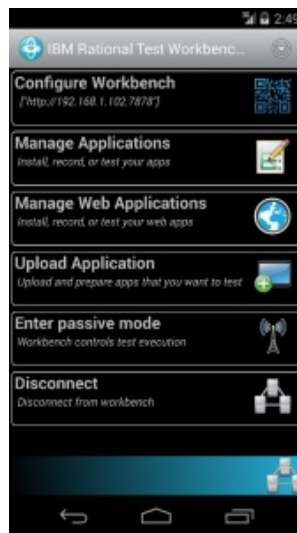 2:49
IBM Rational Test Workbenc...
Configure Workbench
["http://192.168.1.102:7878"]
Manage Applications
Install, record, or test your apps
Manage Web Applications
Install, record, or test your web apps
Upload Application
Upload and prepare apps that you want to test
Enter passive mode
Workbench controls test execution
Disconnect
Disconnect from workbench